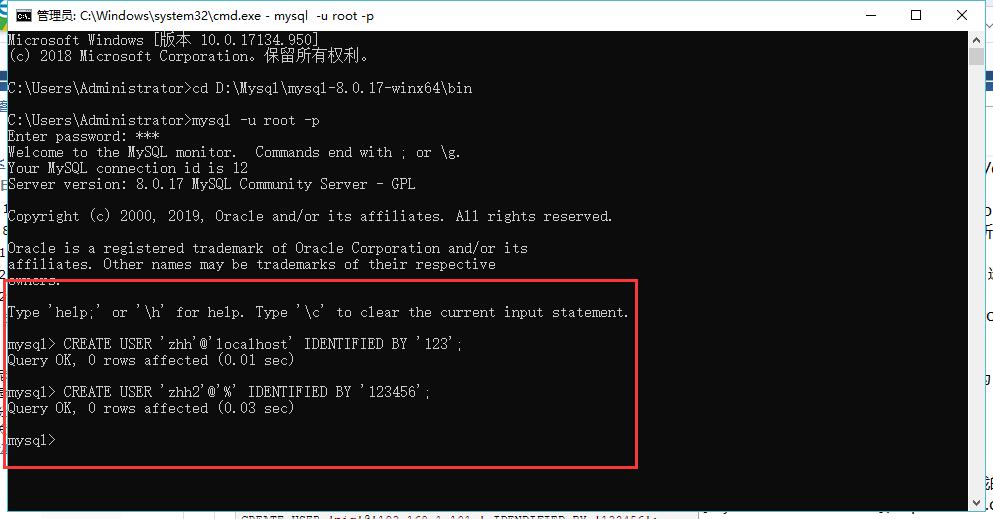 管理员: C:\Windows\system32\cmd.exe - mysql  -u root -p
Microsoft Windows [版本 10.0.17134.950]
(c) 2018 Microsoft Corporation。保留所有权利。
C:\Users\Administrator>cd D:\Mysql\mysql-8.0.17-winx64\bin
C:\Users\Administrator>mysql -u root -p
Enter password: ***
Welcome to the MySQL monitor.  Commands end with ; or \g.
Your MySQL connection id is 12
Server version: 8.0.17 MySQL Community Server - GPL
Copyright (c) 2000, 2019, Oracle and/or its affiliates. All rights reserved.
Oracle is a registered trademark of Oracle Corporation and/or its
affiliates. Other names may be trademarks of their respective
owners.
Type 'help;' or '\h' for help. Type '\c' to clear the current input statement.
mysql> CREATE USER 'zhh'@'localhost' IDENTIFIED BY '123';
Query OK, 0 rows affected (0.01 sec)
mysql> CREATE USER 'zhh2'@'%' IDENTIFIED BY '123456';
Query OK, 0 rows affected (0.03 sec)
mysql>